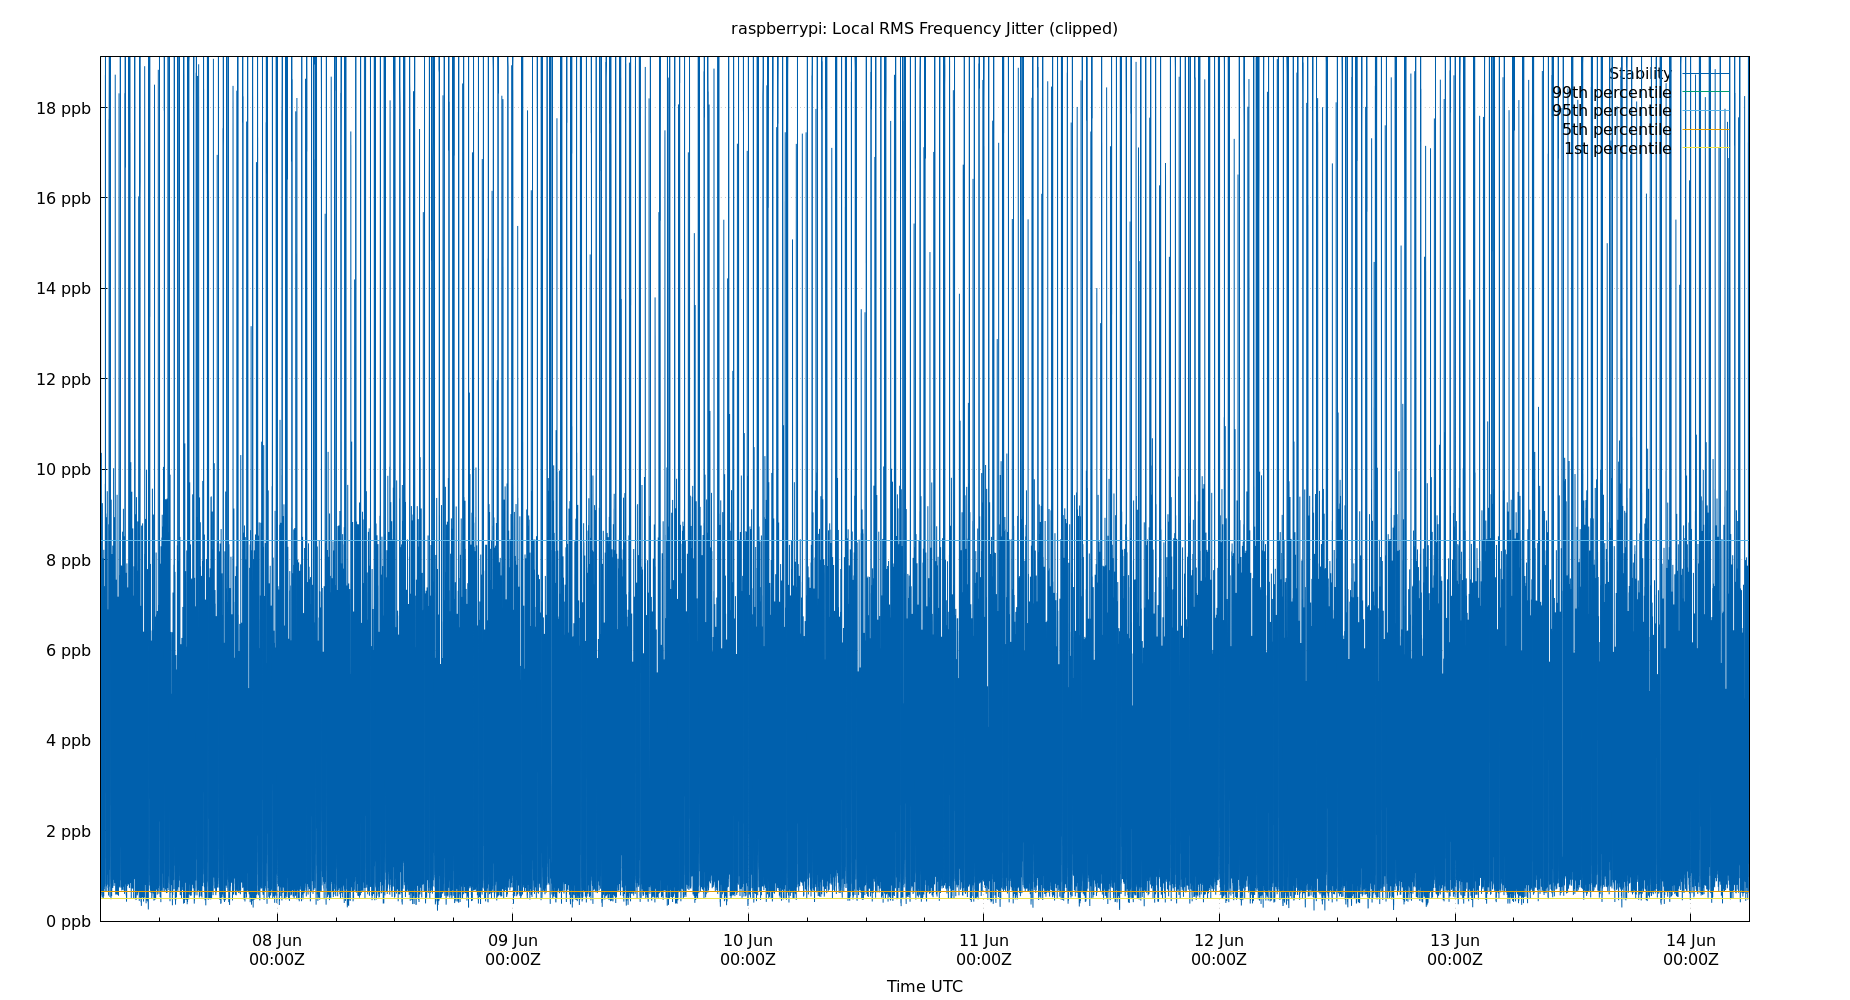 raspberrypi: Local RMS Frequency Jitter (clipped)
Stability
99th percentile
95th percentile
5th percentile
1st percentile
18 ppb
16 ppb
14 ppb
12 ppb
10 ppb
8 ppb
6 ppb
4 ppb
2 ppb
0 ppb
08 Jun 09 Jun 10 Jun 11 Jun 12 Jun 13 Jun 14 Jun
00:00Z 00:00Z 00:00Z 00:00Z 00:00Z 00:00Z 00:00Z
Time UTC